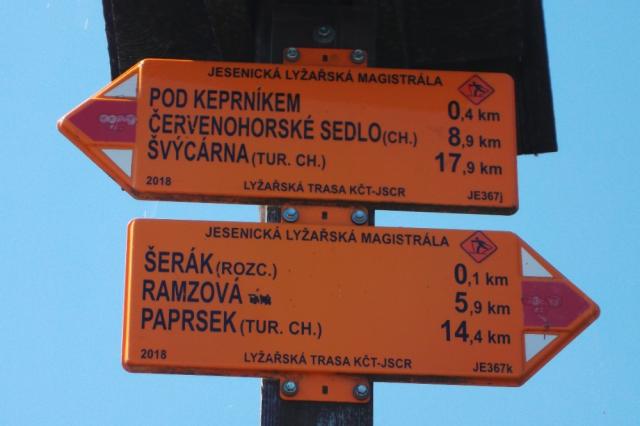 JESENICKÁ LYŽAŘSKÁ MAGISTRÁLA
POD KEPRNÍKEM 0,4 km
ČERVENOHORSKÉ SEDLO (CH.) 8,9 km
ŠVÝCÁRNA (TUR. CH.) 17,9 km
2018 LYŽAŘSKÁ TRASA KČT-JSCR JE367j
JESENICKÁ LYŽAŘSKÁ MAGISTRÁLA
ŠERÁK (ROZC.) 0,1 km
RAMZOVÁ 5,9 km
PAPRSEK (TUR. CH.) 14,4 km
2018 LYŽAŘSKÁ TRASA KČT-JSCR JE367k